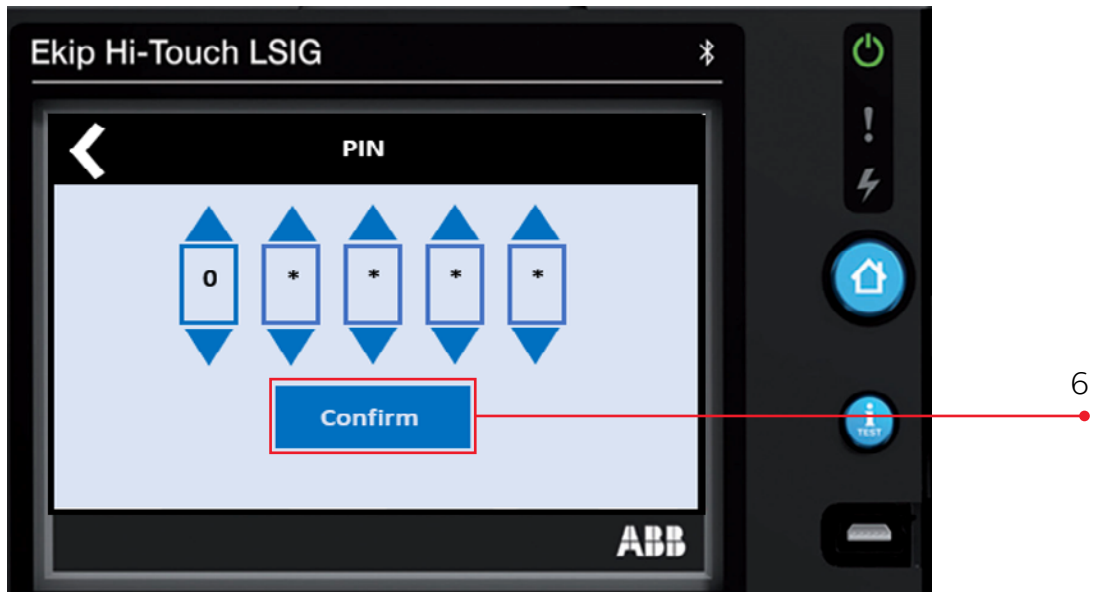 Ekip Hi-Touch LSIG
PIN
0 * * * *
Confirm
6
TEST
ABB